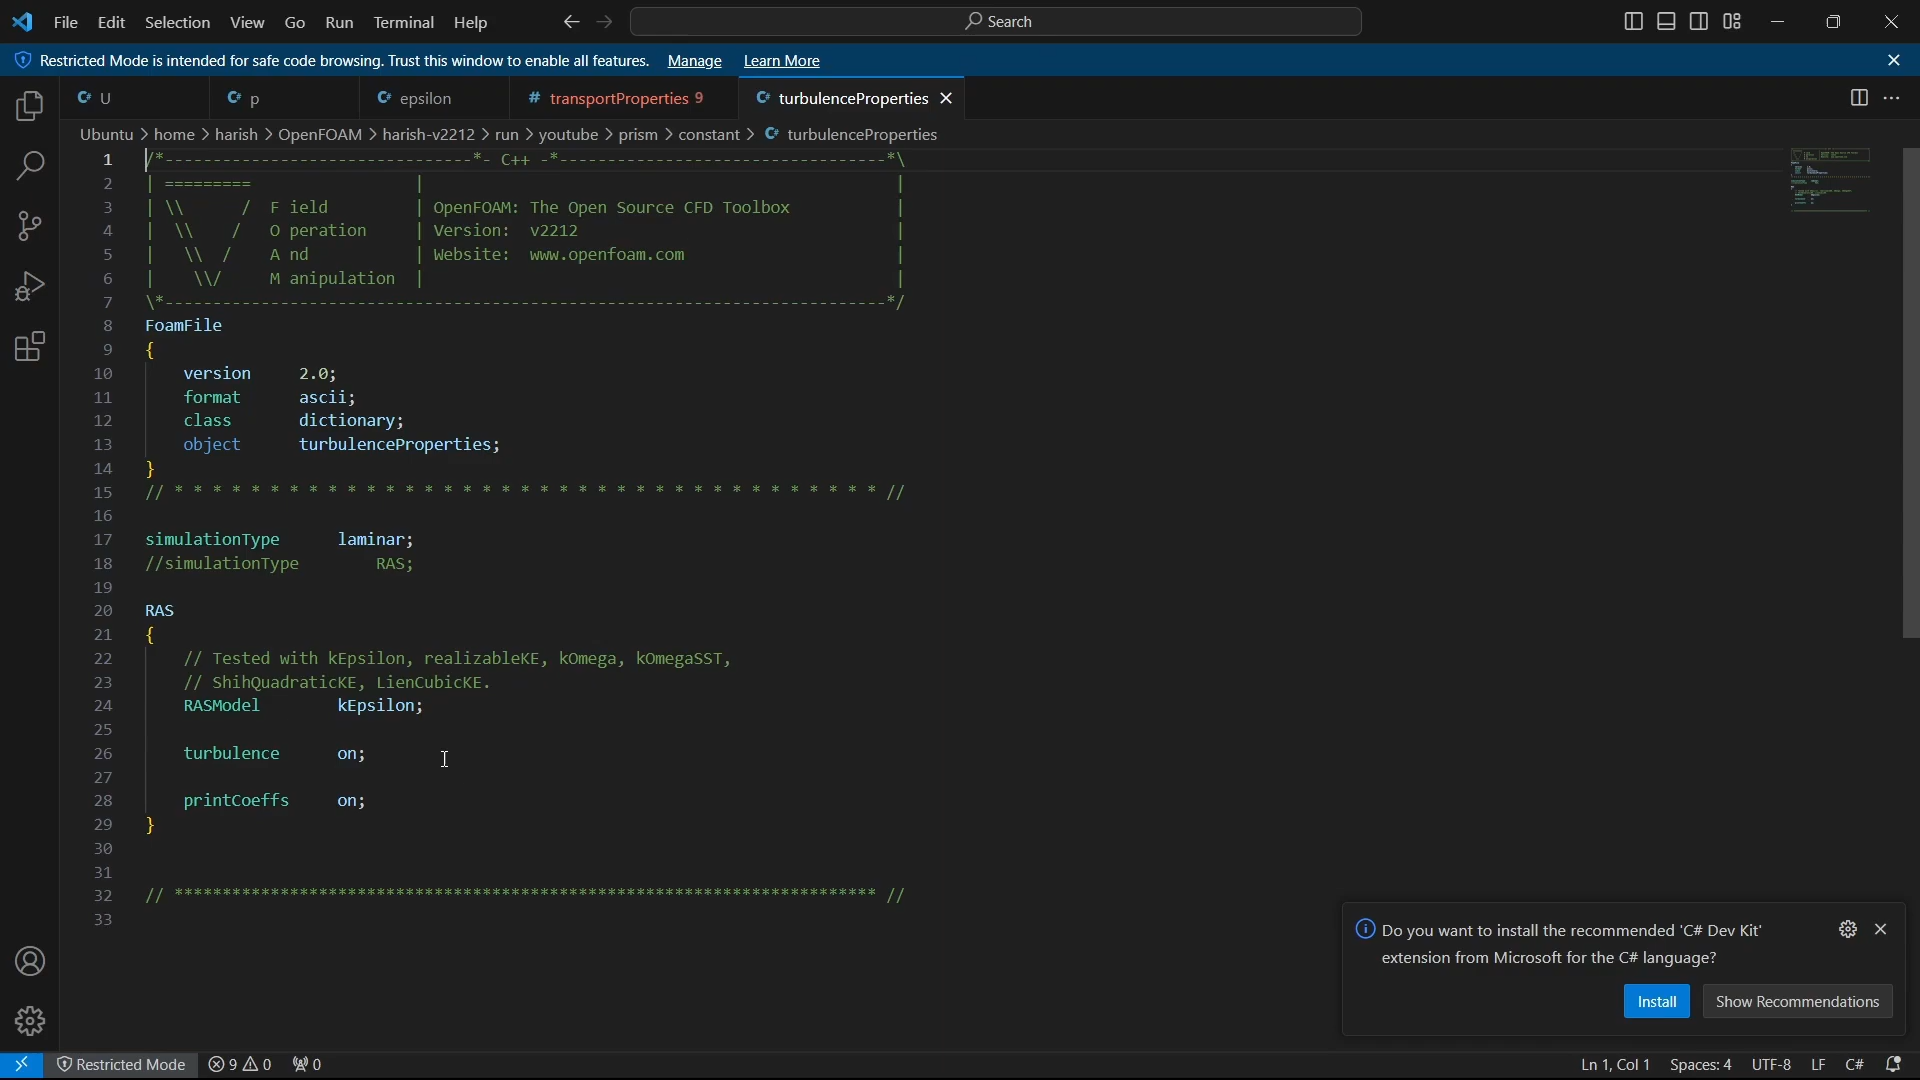 File Edit Selection View Go Run Terminal Help Search
Restricted Mode is intended for safe code browsing. Trust this window to enable all features. Manage Learn More
U p epsilon # transportProperties 9 turbulenceProperties
Ubuntu > home > harish > OpenFOAM > harish-v2212 > run > youtube > prism > constant > turbulenceProperties
1 /*--------------------------------*- C++ -*----------------------------------*\
2 | ========= | |
3 | \\ / F ield | OpenFOAM: The Open Source CFD Toolbox |
4 | \\ / O peration | Version: v2212 |
5 | \\ / A nd | Website: www.openfoam.com |
6 | \\/ M anipulation | |
7 \*---------------------------------------------------------------------------*/
8 FoamFile
9 {
10 version 2.0;
11 format ascii;
12 class dictionary;
13 object turbulenceProperties;
14 }
15 // * * * * * * * * * * * * * * * * * * * * * * * * * * * * * * * * * * * * * //
16
17 simulationType laminar;
18 //simulationType RAS;
19
20 RAS
21 {
22 // Tested with kEpsilon, realizableKE, kOmega, kOmegaSST,
23 // ShihQuadraticKE, LienCubicKE.
24 RASModel kEpsilon;
25
26 turbulence on;
27
28 printCoeffs on;
29 }
30
31
32 // ************************************************************************* //
33
Do you want to install the recommended 'C# Dev Kit'
extension from Microsoft for the C# language?
Install Show Recommendations
Restricted Mode 9 0 0 Ln 1, Col 1 Spaces: 4 UTF-8 LF C#